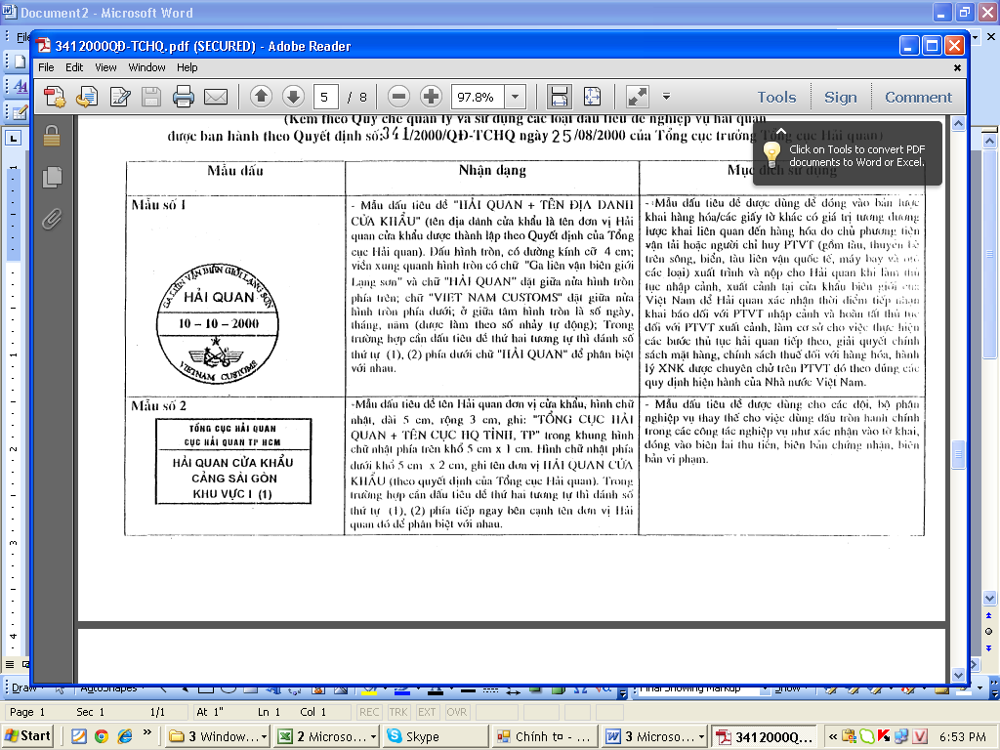 Document2 - Microsoft Word
3412000QĐ-TCHQ.pdf (SECURED) - Adobe Reader
File Edit View Window Help
5 / 8 97.8% Tools Sign Comment
(Kèm theo Quy chế quản lý và sử dụng các loại dấu tiêu đề nghiệp vụ hải quan
được ban hành (theo Quyết định số:341/2000/QĐ-TCHQ ngày 25/08/2000 của Tổng cục trưởng Tổng cục Hải quan)
Click on Tools to convert PDF
documents to Word or Excel.
Mẫu dấu
Nhận dạng
Mục đích sử dụng
Mẫu số 1
GA LIÊN VẬN BIÊN GIỚI LẠNG SƠN
HẢI QUAN
10 – 10 – 2000
VIETNAM CUSTOMS
- Mẫu dấu tiêu đề "HẢI QUAN + TÊN ĐỊA DANH
CỬA KHẨU" (tên địa dánh cửa khẩu là tên đơn vị Hải
quan cửa khẩu được thành lập theo Quyết định của Tổng
cục Hải quan). Dấu hình tròn, có đường kính cỡ 4 cm;
viền xung quanh hình tròn có chữ "Ga liên vận biên giới
Lạng sơn" và chữ "HẢI QUAN" đặt giữa nửa hình tròn
phía trên; chữ "VIET NAM CUSTOMS" đặt giữa nửa
hình tròn phía dưới; ở giữa tâm hình tròn là số ngày,
tháng, năm (được làm theo số nhảy tự động); Trong
trường hợp cần dấu tiêu đề thứ hai tương tự thì đánh số
thứ tự (1), (2) phía dưới chữ "HẢI QUAN" để phân biệt
với nhau.
- Mẫu dấu tiêu đề được dùng để đóng vào bản lược
khai hàng hóa/các giấy tờ khác có giá trị tương đương
lược khai liên quan đến hàng hóa do chủ phương tiện
vận tải hoặc người chỉ huy PTVT (gồm tàu, thuyền bè
trên sông, biển, tàu liên vận quốc tế, máy bay và ôtô
các loại) xuất trình và nộp cho Hải quan khi làm thủ
tục nhập cảnh, xuất cảnh tại cửa khẩu biên giới của
Việt Nam để Hải quan xác nhận thời điểm tiếp nhận
khai báo đối với PTVT nhập cảnh và hoàn tất thủ tục
đối với PTVT xuất cảnh, làm cơ sở cho việc thực hiện
các bước thủ tục hải quan tiếp theo, giải quyết chính
sách mặt hàng, chính sách thuế đối với hàng hóa, hành
lý XNK được chuyên chở trên PTVT đó theo đúng các
quy định hiện hành của Nhà nước Việt Nam.
Mẫu số 2
TỔNG CỤC HẢI QUAN
CỤC HẢI QUAN TP HCM
HẢI QUAN CỬA KHẨU
CẢNG SÀI GÒN
KHU VỰC I (1)
-Mẫu dấu tiêu đề tên Hải quan đơn vị cửa khẩu, hình chữ
nhật, dài 5 cm, rộng 3 cm, ghi: "TỔNG CỤC HẢI
QUAN + TÊN CỤC HQ TỈNH, TP" trong khung hình
chữ nhật phía trên khổ 5 cm x 1 cm. Hình chữ nhật phía
dưới khổ 5 cm x 2 cm, ghi tên đơn vị HẢI QUAN CỬA
KHẨU (theo quyết định của Tổng cục Hải quan). Trong
trường hợp cần dấu tiêu đề thứ hai tương tự thì đánh số
thứ tự (1), (2) phía tiếp ngay bên cạnh tên đơn vị Hải
quan đó để phân biệt với nhau.
- Mẫu dấu tiêu đề được dùng cho các đội, bộ phận
nghiệp vụ thay thế cho việc dùng dấu tròn hành chính
trong các công tác nghiệp vụ như xác nhận vào tờ khai,
đóng vào biên lai thu tiền, biên bản chứng nhận, biên
bản vi phạm.
Draw AutoShapes Final Showing Markup Show
Page 1 Sec 1 1/1 At 1" Ln 1 Col 1 REC TRK EXT OVR
Start 3 Window... 2 Microso... Skype Chính to - ... 3 Microso... 3412000Q... 6:53 PM